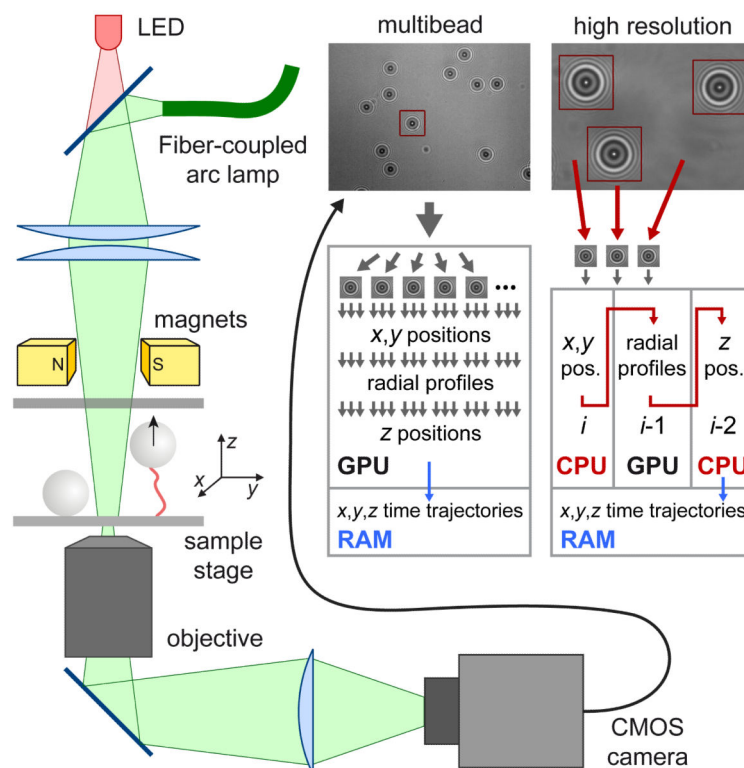 LED
Fiber-coupled
arc lamp
magnets
N
S
z
x
y
sample
stage
objective
CMOS
camera
multibead
x,y positions
radial profiles
z positions
GPU
x,y,z time trajectories
RAM
high resolution
x,y
pos.
i
CPU
radial
profiles
i-1
GPU
z
pos.
i-2
CPU
x,y,z time trajectories
RAM